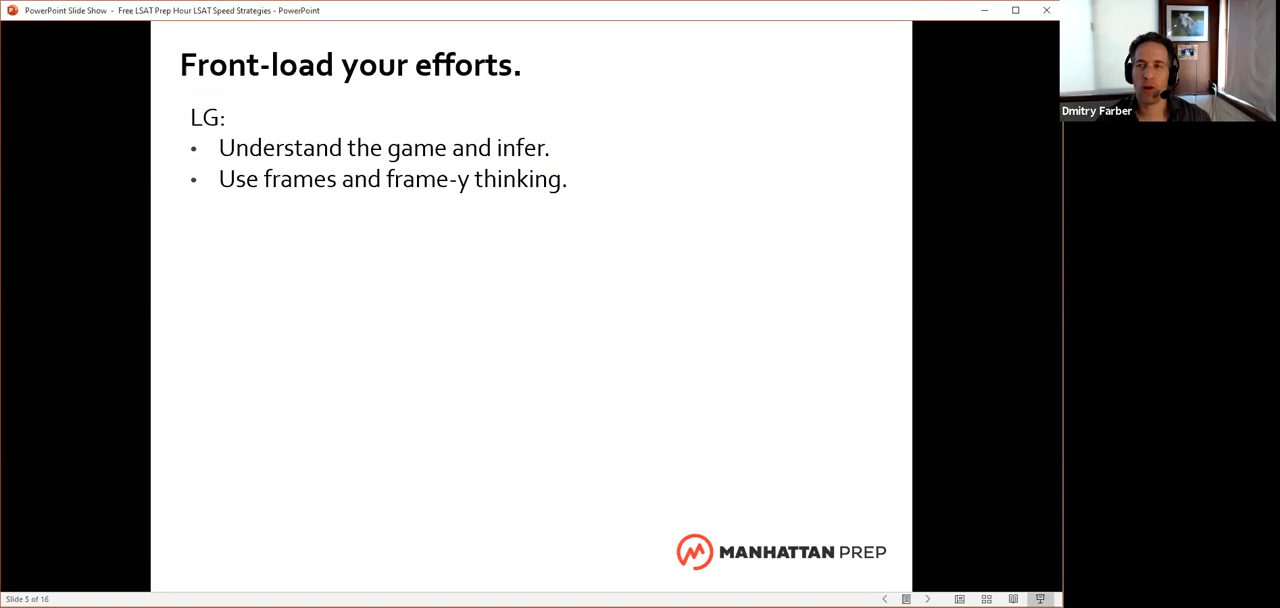 PowerPoint Slide Show - Free LSAT Prep Hour LSAT Speed Strategies - PowerPoint
Front-load your efforts.
LG:
• Understand the game and infer.
• Use frames and frame-y thinking.
Dmitry Farber
MANHATTAN PREP
Slide 5 of 16